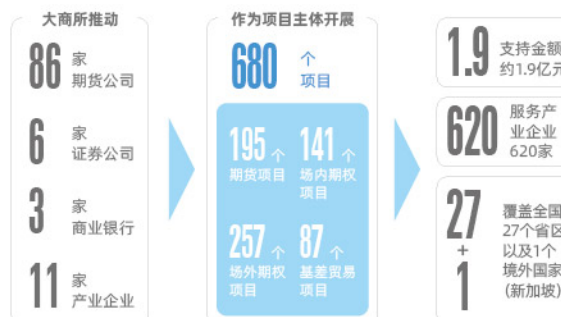 大商所推动
86 家
期货公司
6 家
证券公司
3 家
商业银行
11 家
产业企业
作为项目主体开展
680 个
项目
195 个
期货项目
141 个
场内期权
项目
257 个
场外期权
项目
87 个
基差贸易
项目
1.9 支持金额
约1.9亿元
620 服务产
业企业
620家
27
+
1
覆盖全国
27个省区
以及1个
境外国家
(新加坡)